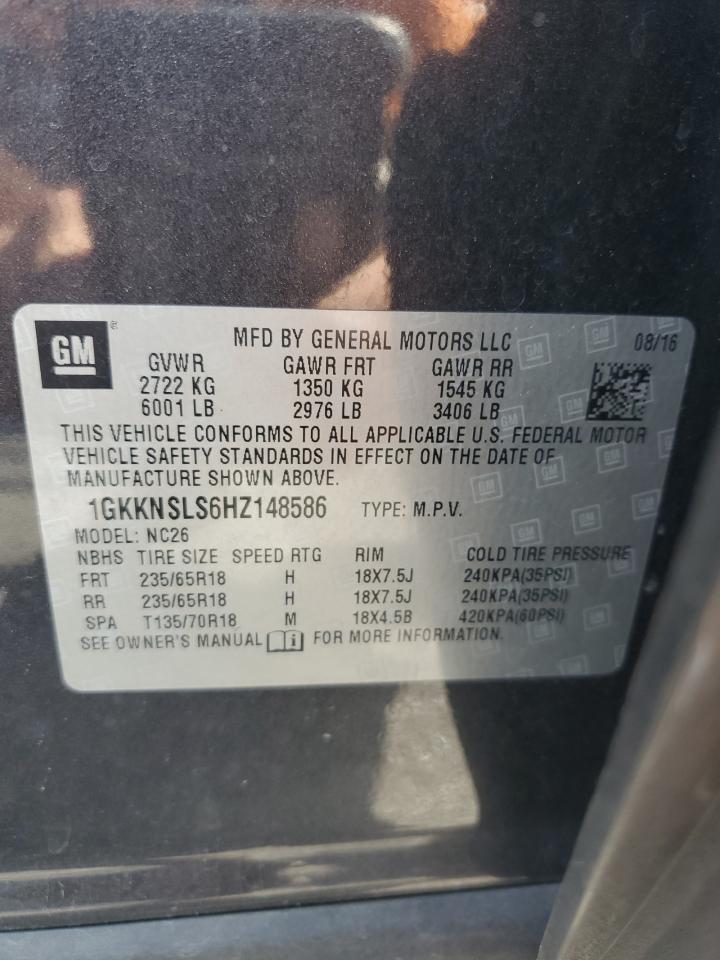 GM ®
MFD BY GENERAL MOTORS LLC 08/16
GVWR GAWR FRT GAWR RR
2722 KG 1350 KG 1545 KG
6001 LB 2976 LB 3406 LB
THIS VEHICLE CONFORMS TO ALL APPLICABLE U.S. FEDERAL MOTOR
VEHICLE SAFETY STANDARDS IN EFFECT ON THE DATE OF
MANUFACTURE SHOWN ABOVE.
1GKKNSLS6HZ148586 TYPE: M.P.V.
MODEL: NC26
NBHS TIRE SIZE SPEED RTG RIM COLD TIRE PRESSURE
FRT 235/65R18 H 18X7.5J 240KPA(35PSI)
RR 235/65R18 H 18X7.5J 240KPA(35PSI)
SPA T135/70R18 M 18X4.5B 420KPA(60PSI)
SEE OWNER'S MANUAL i FOR MORE INFORMATION.